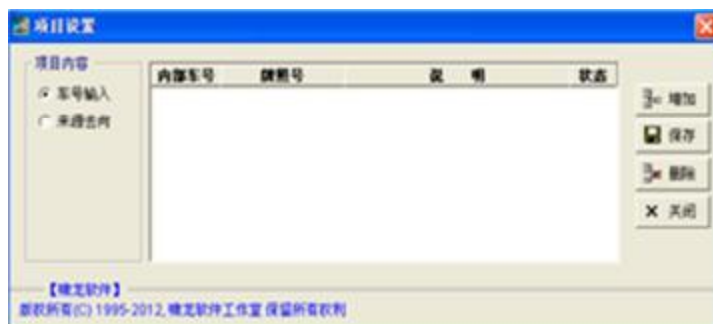 项目设置
项目内容
车号输入
来源去向
内部车号 牌照号 说 明 状态
增加
保存
删除
关闭
【 龙软件】
版权所有(C) 1995-2012, 龙软件工作室 保留所有权利